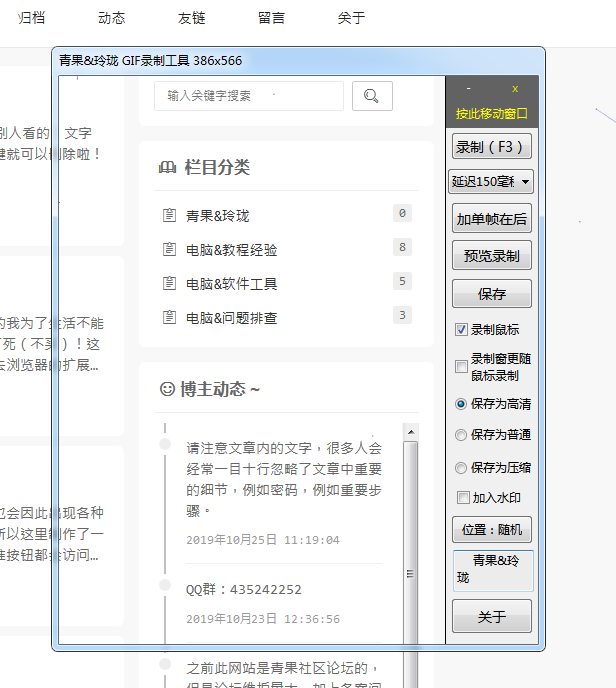 归档 动态 友链 留言 关于
青果&玲珑 GIF录制工具 386x566
- x
按此移动窗口
输入关键字搜索
录制（F3）
别人看的，文字
键就可以删除啦！
栏目分类
延迟150毫秒
青果&玲珑 0
加单帧在后
电脑&教程经验 8
预览录制
电脑&软件工具 5
保存
电脑&问题排查 3
的我为了生活不能
死（不买）！这
去浏览器的扩展...
录制鼠标
录制窗更随
鼠标录制
博主动态 ~
保存为高清
请注意文章内的文字，很多人会
经常一目十行忽略了文章中重要
的细节，例如密码，例如重要步
骤。
2019年10月25日 11:19:04
保存为普通
保存为压缩
加入水印
也会因此出现各种
所以这里制作了一
准按钮都会访问...
位置：随机
青果&玲
珑
QQ群：435242252
2019年10月23日 12:36:56
关于
之前此网站是青果社区论坛的，